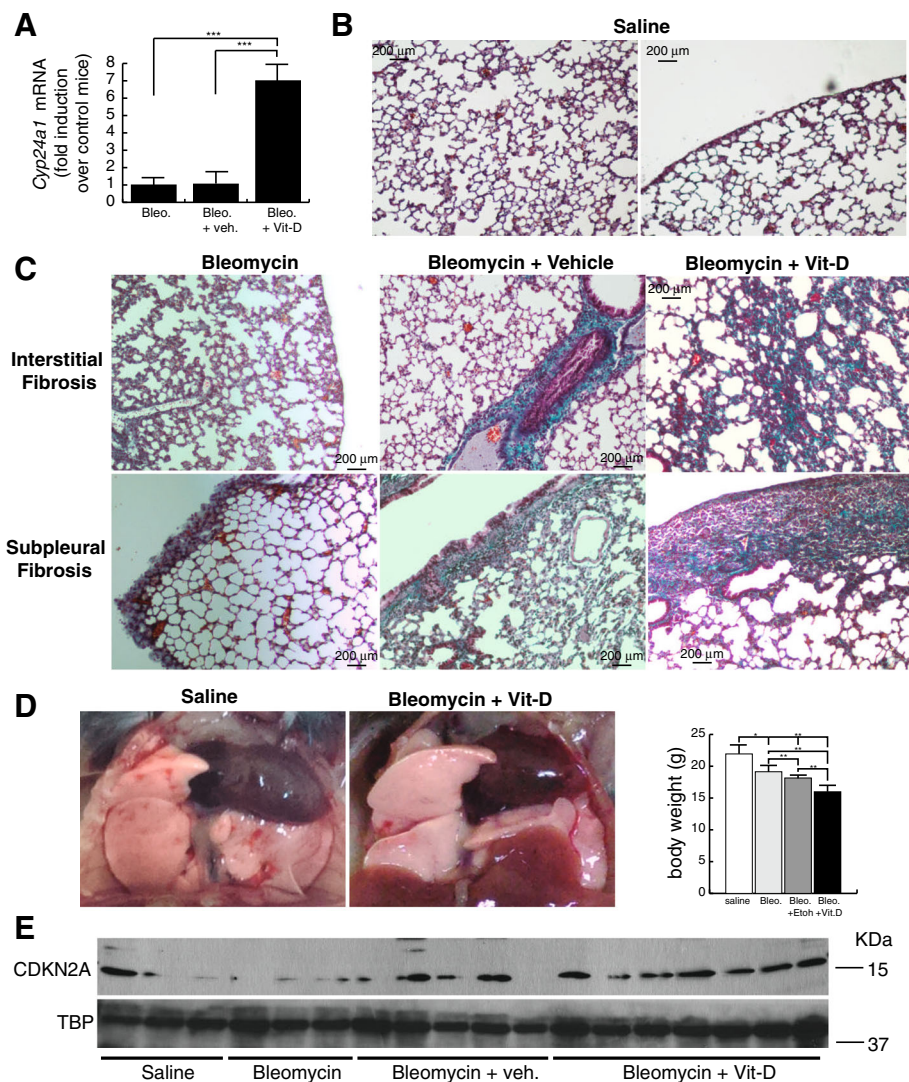 A
***
***
Cyp24a1 mRNA
(fold induction
over control mice)
8
7
6
5
4
3
2
1
0
Bleo.
Bleo.
+ veh.
Bleo.
+ Vit-D
B
Saline
200 µm
200 µm
C
Bleomycin
Bleomycin + Vehicle
Bleomycin + Vit-D
Interstitial
Fibrosis
200 µm
200 µm
200 µm
Subpleural
Fibrosis
200 µm
200 µm
200 µm
D
Saline
Bleomycin + Vit-D
body weight (g)
25
20
15
10
5
0
*
**
**
**
**
saline
Bleo.
Bleo.
+Etoh
Bleo.
+Vit.D
E
KDa
CDKN2A
15
TBP
37
Saline
Bleomycin
Bleomycin + veh.
Bleomycin + Vit-D